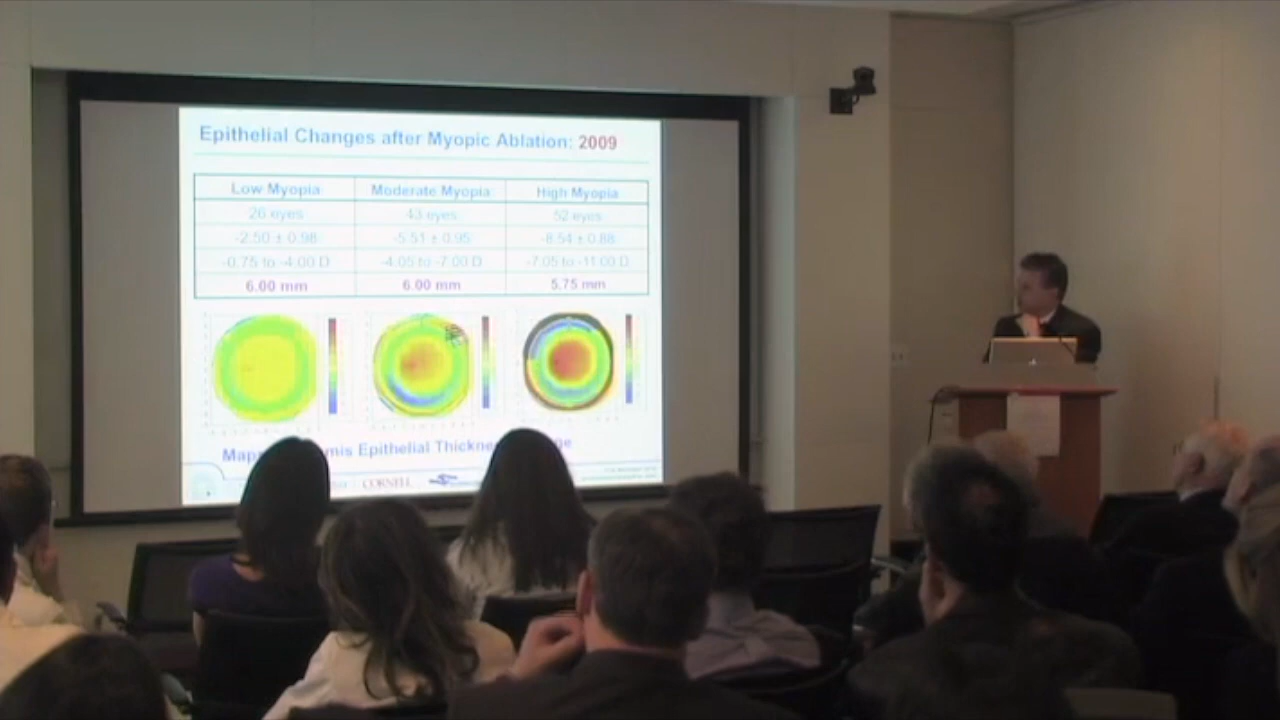 Epithelial Changes after Myopic Ablation: 2009
Low Myopia Moderate Myopia High Myopia
26 eyes 43 eyes 52 eyes
-2.50 ± 0.98 -5.51 ± 0.95 -8.54 ± 0.88
-0.75 to -4.00 D -4.05 to -7.00 D -7.05 to -11.00 D
6.00 mm 6.00 mm 5.75 mm
Epithelial
CORNELL